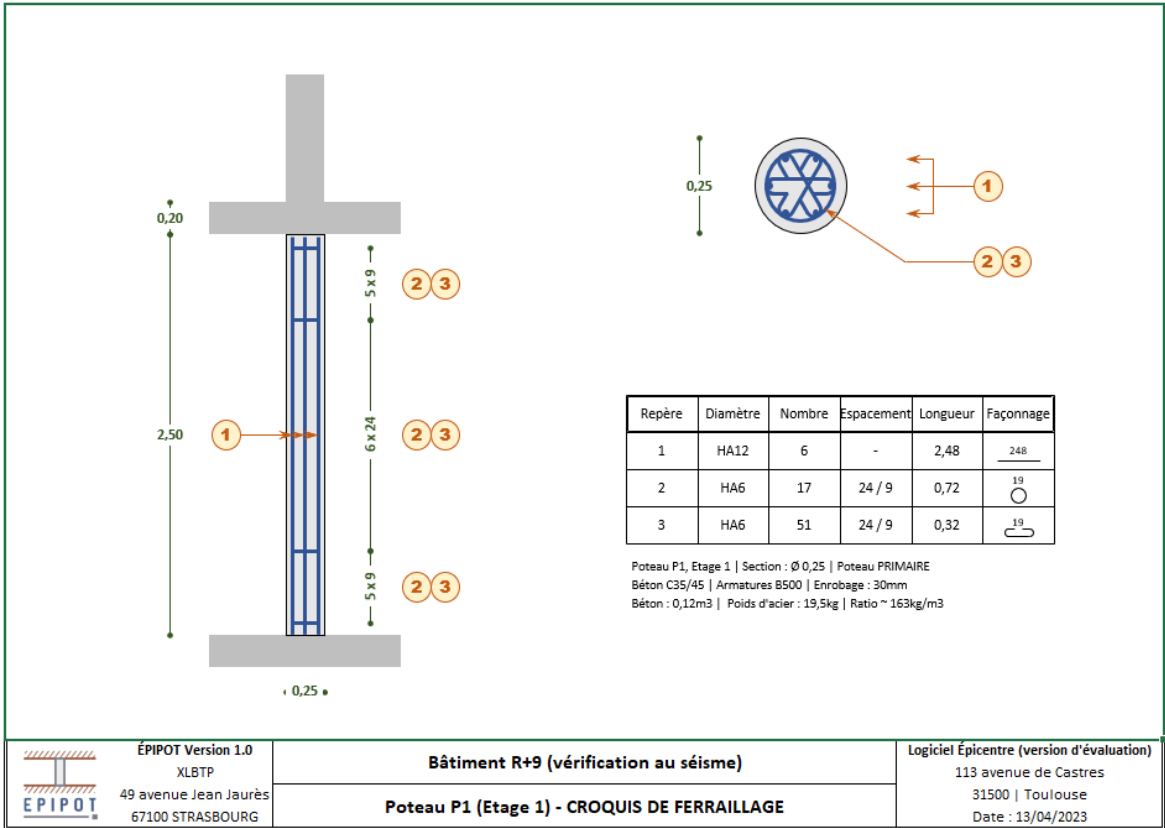 0,20
2,50
0,25
5 x 9
6 x 24
5 x 9
2 3
2 3
2 3
1
0,25
1
2 3
Repère Diamètre Nombre Espacement Longueur Façonnage
1 HA12 6 - 2,48 248
2 HA6 17 24 / 9 0,72 19
3 HA6 51 24 / 9 0,32 19
Poteau P1, Etage 1 | Section : Ø 0,25 | Poteau PRIMAIRE
Béton C35/45 | Armatures B500 | Enrobage : 30mm
Béton : 0,12m3 | Poids d'acier : 19,5kg | Ratio ~ 163kg/m3
EPIPOT
ÉPIPOT Version 1.0
XLBTP
49 avenue Jean Jaurès
67100 STRASBOURG
Bâtiment R+9 (vérification au séisme)
Poteau P1 (Etage 1) - CROQUIS DE FERRAILLAGE
Logiciel Épicentre (version d'évaluation)
113 avenue de Castres
31500 | Toulouse
Date : 13/04/2023